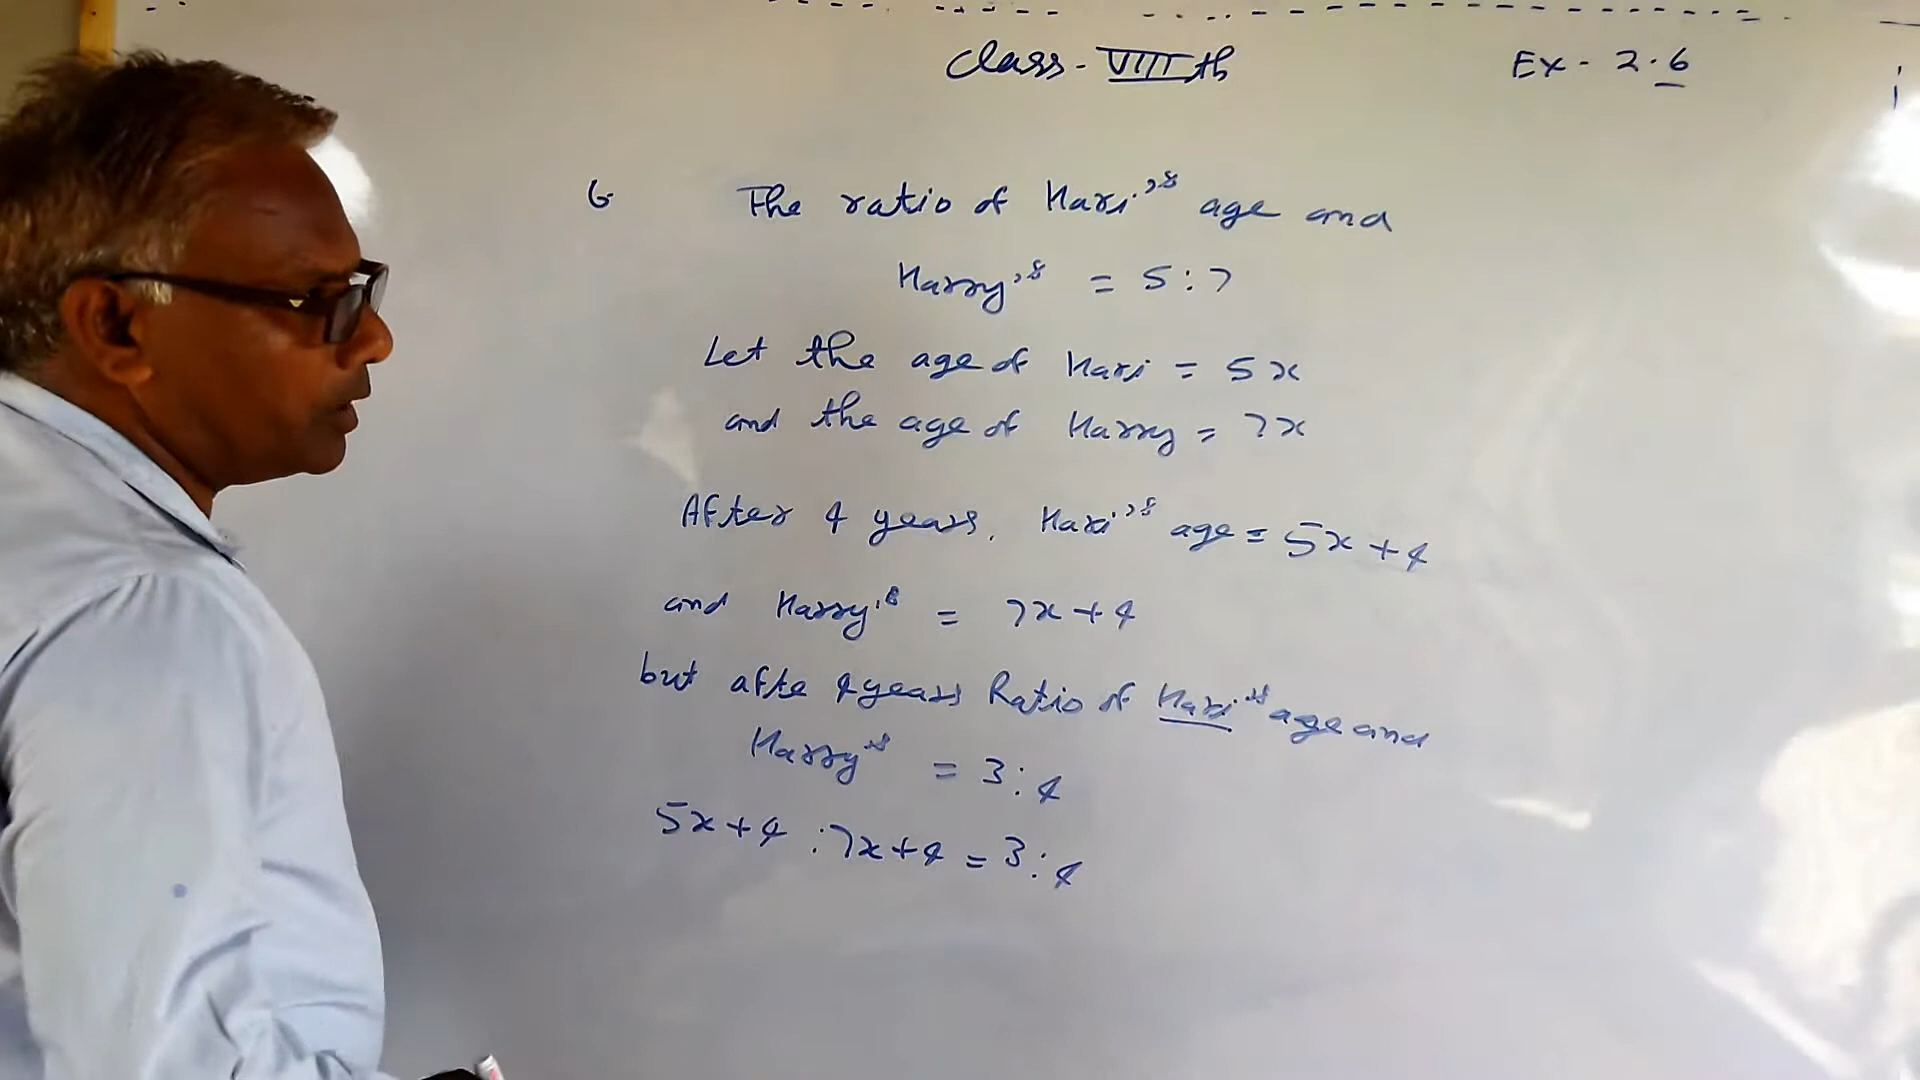 Class - VIII th
Ex - 2.6
6 The ratio of Hari's age and
Harry's = 5:7
Let the age of Hari = 5x
and the age of Harry = 7x
After 4 years, Hari's age = 5x+4
and Harry's = 7x+4
but afte 4 years Ratio of Hari's age and
Harry's = 3:4
5x+4 : 7x+4 = 3:4